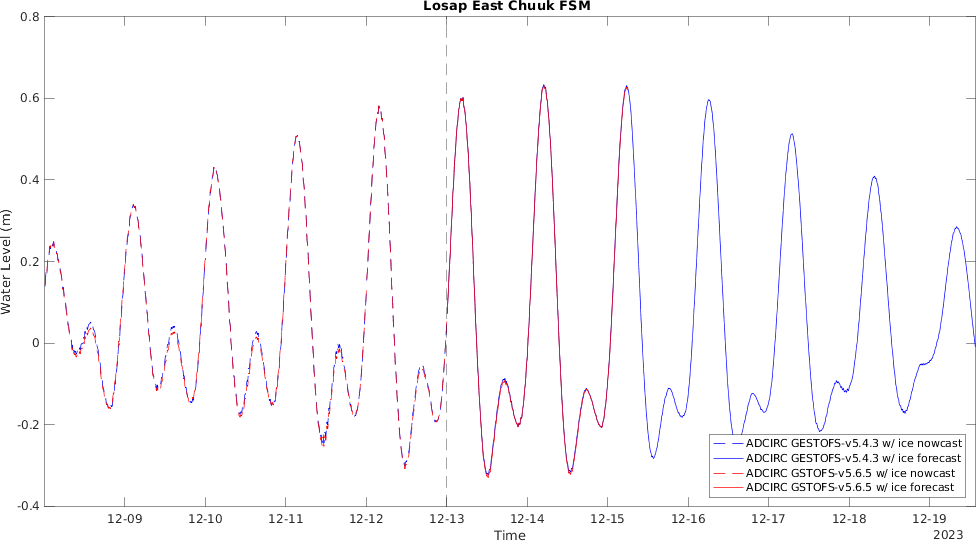 Losap East Chuuk FSM
0.8
0.6
0.4
0.2
0
-0.2
-0.4
Water Level (m)
ADCIRC GESTOFS-v5.4.3 w/ ice nowcast
ADCIRC GESTOFS-v5.4.3 w/ ice forecast
ADCIRC GSTOFS-v5.6.5 w/ ice nowcast
ADCIRC GSTOFS-v5.6.5 w/ ice forecast
12-09 12-10 12-11 12-12 12-13 12-14 12-15 12-16 12-17 12-18 12-19
Time
2023